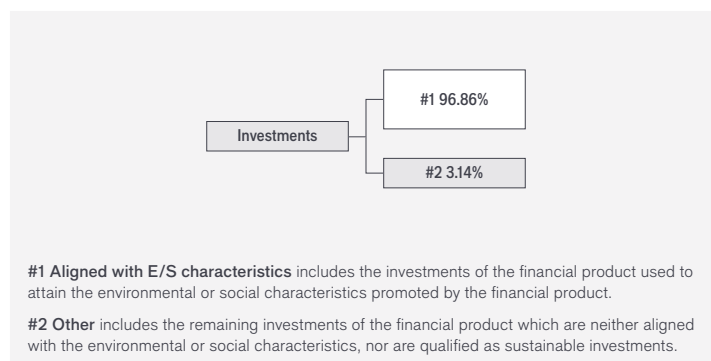 #1 96.86%
Investments
#2 3.14%
#1 Aligned with E/S characteristics includes the investments of the financial product used to
attain the environmental or social characteristics promoted by the financial product.
#2 Other includes the remaining investments of the financial product which are neither aligned
with the environmental or social characteristics, nor are qualified as sustainable investments.